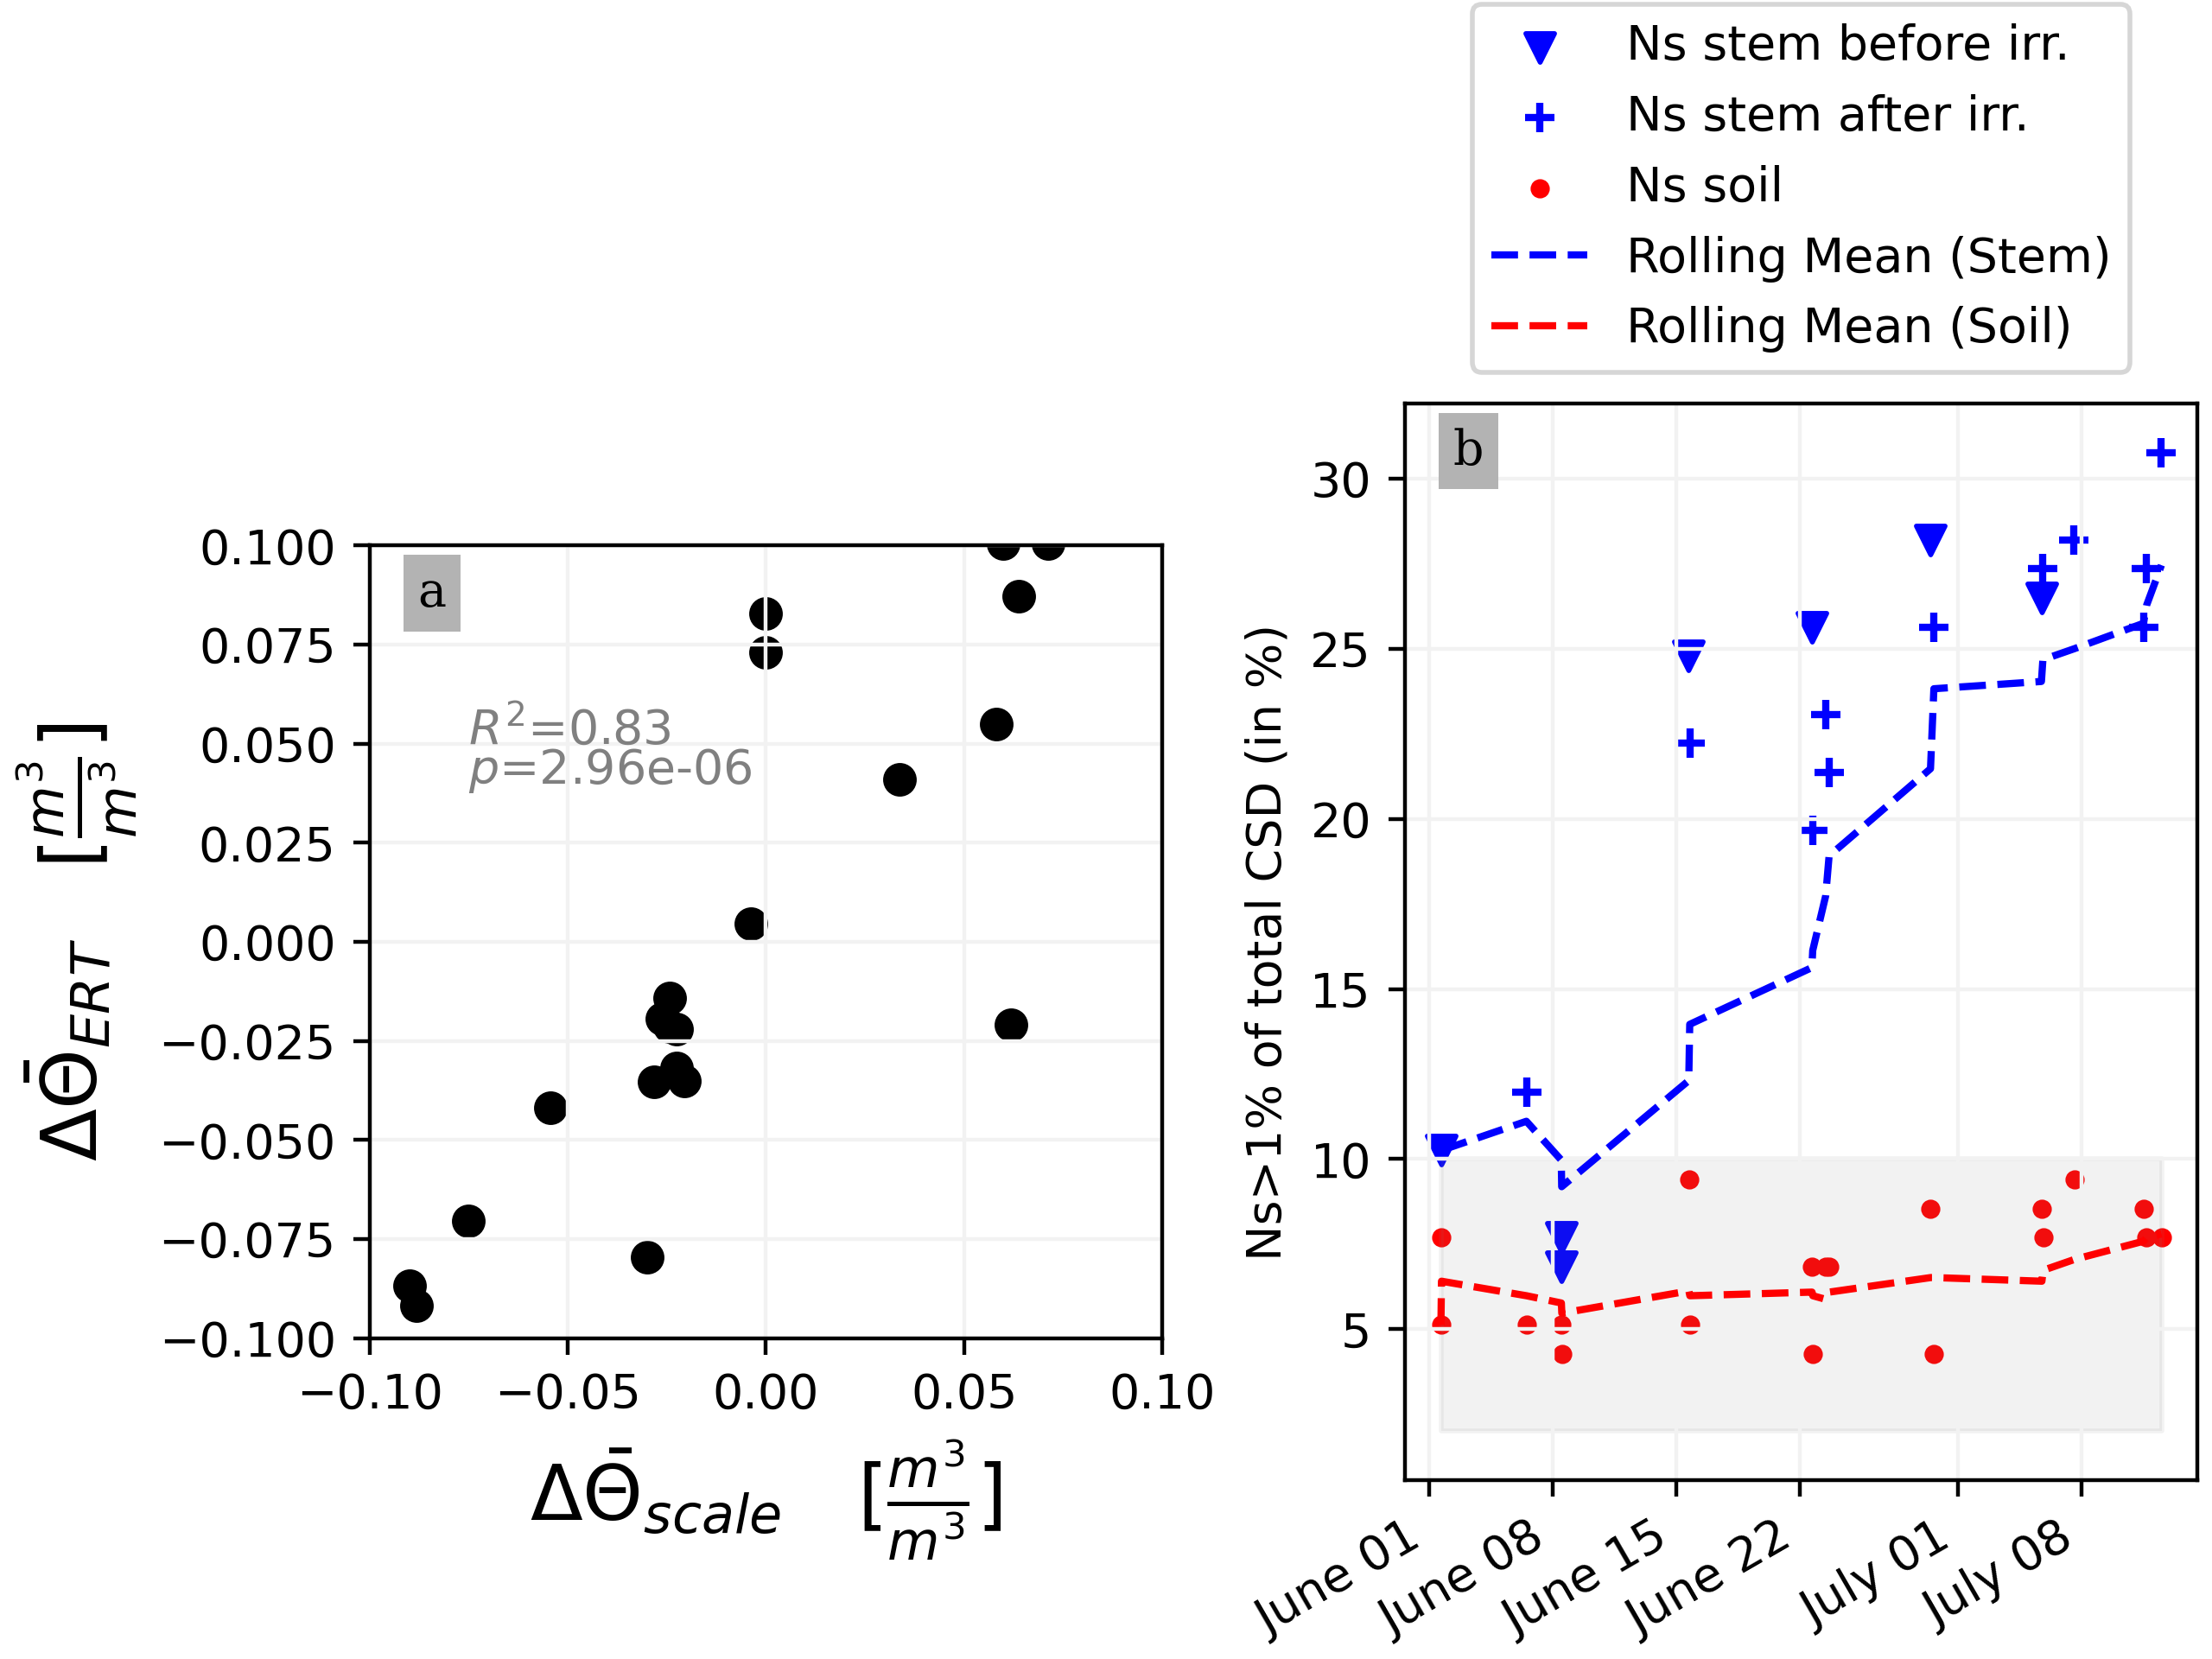 Ns stem before irr.
Ns stem after irr.
Ns soil
Rolling Mean (Stem)
Rolling Mean (Soil)
a
R²=0.83
p=2.96e-06
0.100
0.075
0.050
0.025
0.000
−0.025
−0.050
−0.075
−0.100
−0.10
−0.05
0.00
0.05
0.10
ΔΘ̄_ERT [m³/m³]
ΔΘ̄_scale [m³/m³]
b
30
25
20
15
10
5
Ns>1% of total CSD (in %)
June 01
June 08
June 15
June 22
July 01
July 08